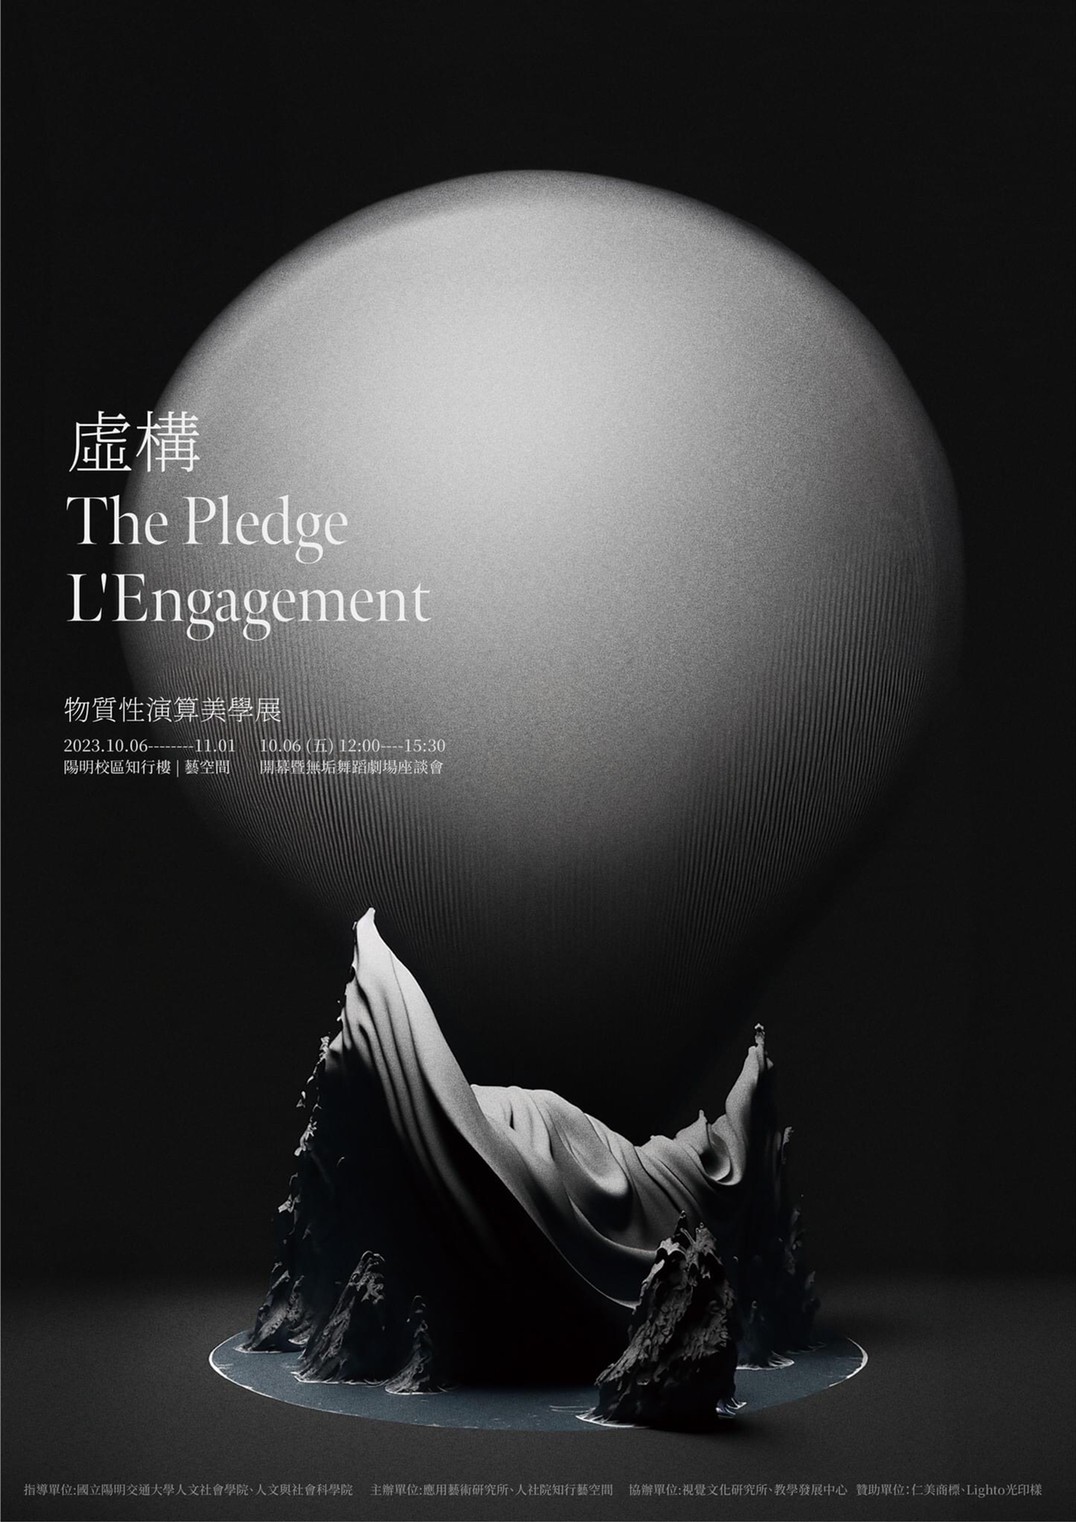 虛構
The Pledge
L'Engagement
物質性演算美學展
2023.10.06--------11.01
陽明校區知行樓 | 藝空間
10.06 (五) 12:00----15:30
開幕暨無垢舞蹈劇場座談會
指導單位:國立陽明交通大學人文社會學院、人文與社會科學院 主辦單位:應用藝術研究所、人社院知行藝空間 協辦單位:視覺文化研究所、教學發展中心 贊助單位:仁美商標、Lighto光印樣